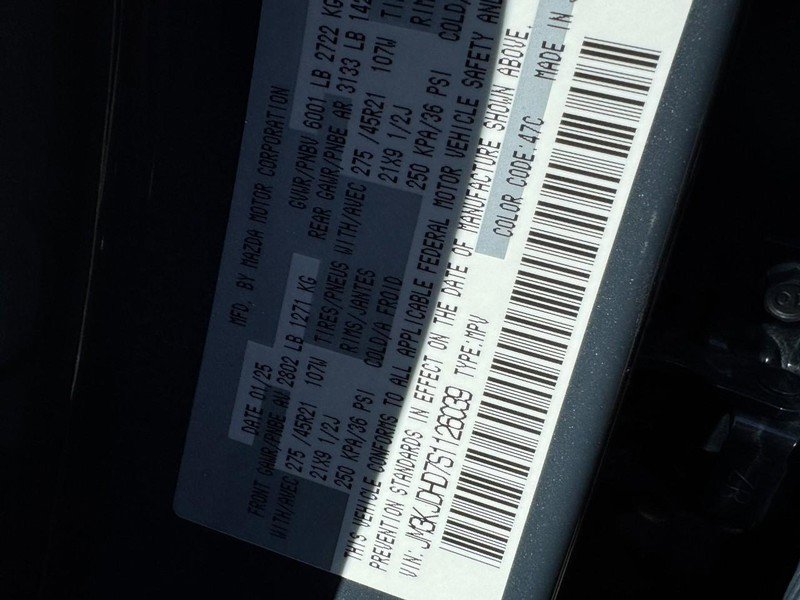 MFD. BY MAZDA MOTOR CORPORATION
DATE 01/25 GVWR/PNBV 6001 LB 2722 KG
FRONT GAWR/PNBE AV 2802 LB 1271 KG REAR GAWR/PNBE AR 3133 LB
WITH/AVEC 275 /45R21 107W TIRES/PNEUS WITH/AVEC 275 /45R21 107W
21X9 1/2J RIMS/JANTES 21X9 1/2J RIMS
250 KPA/36 PSI COLD/A FROID 250 KPA/36 PSI COLD/
THIS VEHICLE CONFORMS TO ALL APPLICABLE FEDERAL MOTOR VEHICLE SAFETY AND
PREVENTION STANDARDS IN EFFECT ON THE DATE OF MANUFACTURE SHOWN ABOVE.
VIN: JM3KJDHD7S1126039 TYPE:MPV COLOR CODE:47C MADE IN